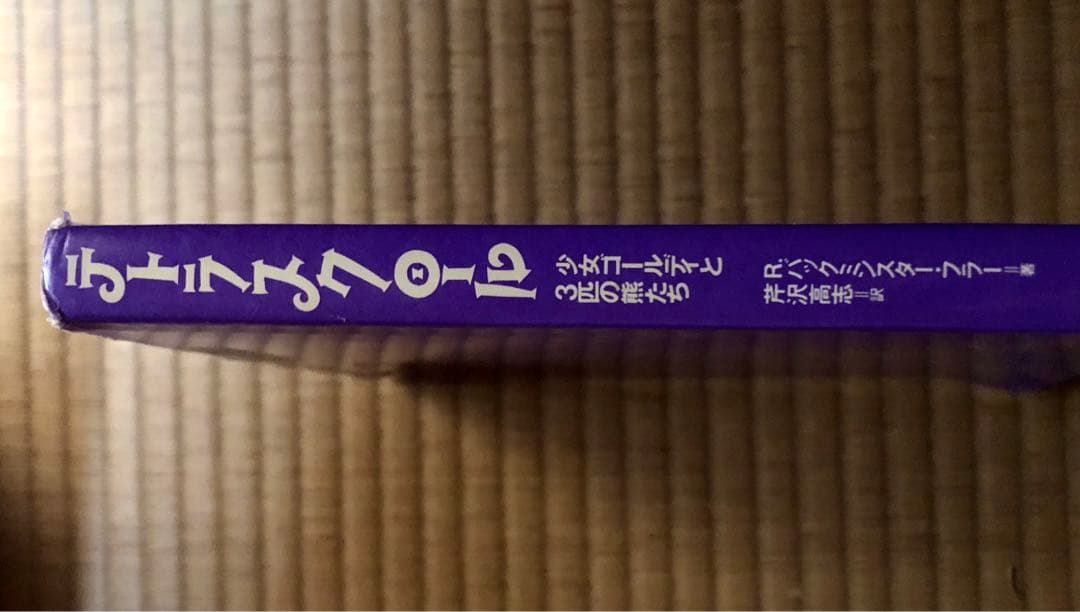 テトラスクロール
少女ゴールディと
3匹の熊たち
R.バックミンスター・フラー＝著
芹沢高志＝訳